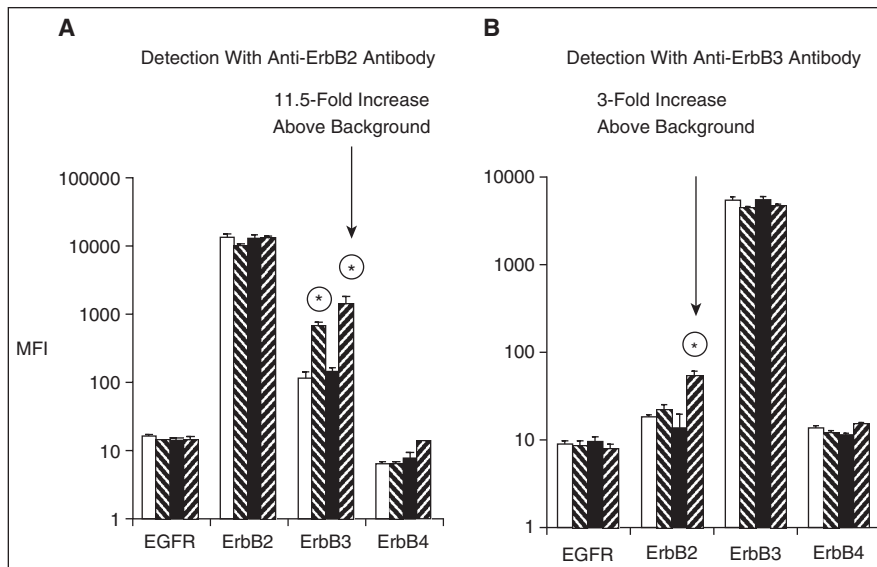 A
Detection With Anti-ErbB2 Antibody
11.5-Fold Increase
Above Background
100000
10000
1000
100
10
1
MFI
*
*
EGFR
ErbB2
ErbB3
ErbB4
B
Detection With Anti-ErbB3 Antibody
3-Fold Increase
Above Background
10000
1000
100
10
1
*
EGFR
ErbB2
ErbB3
ErbB4